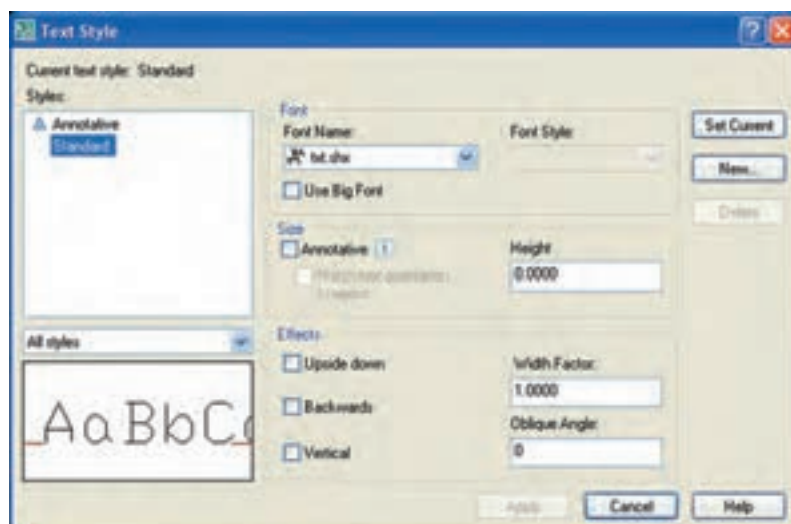 Text Style
Current text style: Standard
Styles:
Annotative
Standard
All styles
AaBbC
Font
Font Name:
txt.shx
Use Big Font
Font Style:
Size
Annotative
Height
0.0000
Effects
Upside down
Backwards
Vertical
Width Factor:
1.0000
Oblique Angle:
0
Set Current
New...
Delete
Apply
Cancel
Help